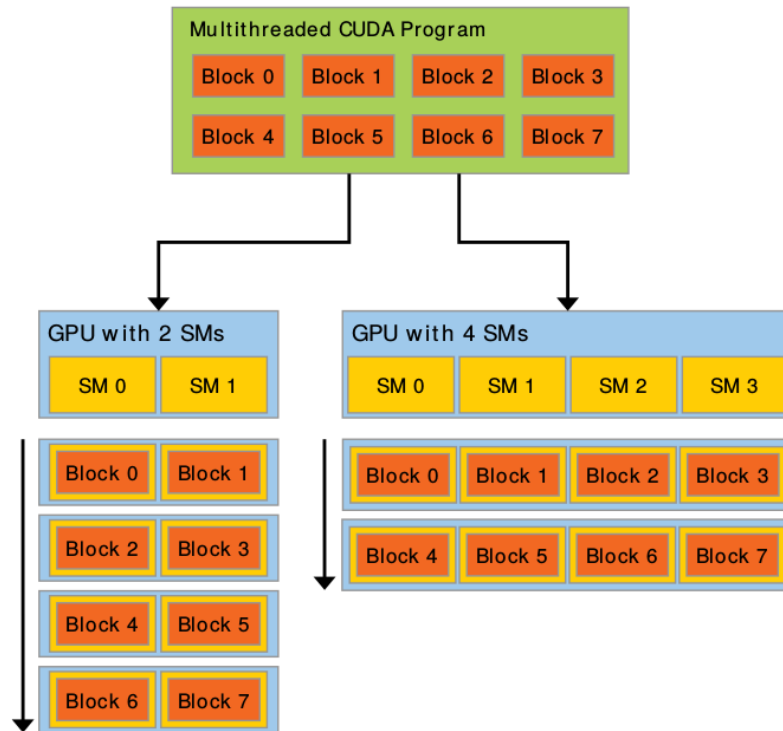 Multithreaded CUDA Program
Block 0 Block 1 Block 2 Block 3
Block 4 Block 5 Block 6 Block 7
GPU with 2 SMs
SM 0 SM 1
Block 0 Block 1
Block 2 Block 3
Block 4 Block 5
Block 6 Block 7
GPU with 4 SMs
SM 0 SM 1 SM 2 SM 3
Block 0 Block 1 Block 2 Block 3
Block 4 Block 5 Block 6 Block 7